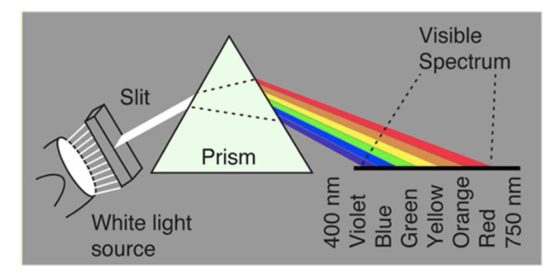 Visible
Spectrum
Slit
Prism
White light
source
400 nm
Violet
Blue
Green
Yellow
Orange
Red
750 nm